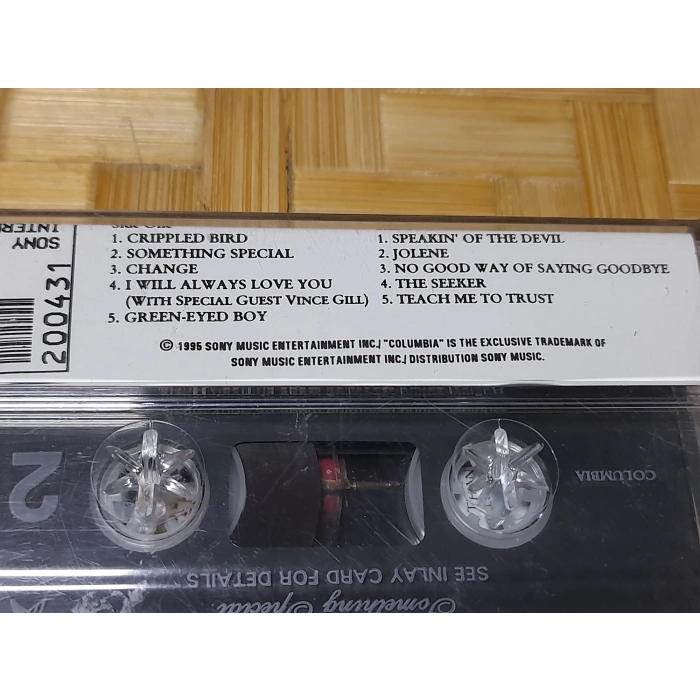 SONY
INTER
200431
Side One
1. CRIPPLED BIRD
2. SOMETHING SPECIAL
3. CHANGE
4. I WILL ALWAYS LOVE YOU
(WITH SPECIAL GUEST VINCE GILL)
5. GREEN-EYED BOY
1. SPEAKIN' OF THE DEVIL
2. JOLENE
3. NO GOOD WAY OF SAYING GOODBYE
4. THE SEEKER
5. TEACH ME TO TRUST
© 1995 SONY MUSIC ENTERTAINMENT INC./ "COLUMBIA" IS THE EXCLUSIVE TRADEMARK OF
SONY MUSIC ENTERTAINMENT INC./ DISTRIBUTION SONY MUSIC.
2
COLUMBIA
SEE INLAY CARD FOR DETAILS
Something Special